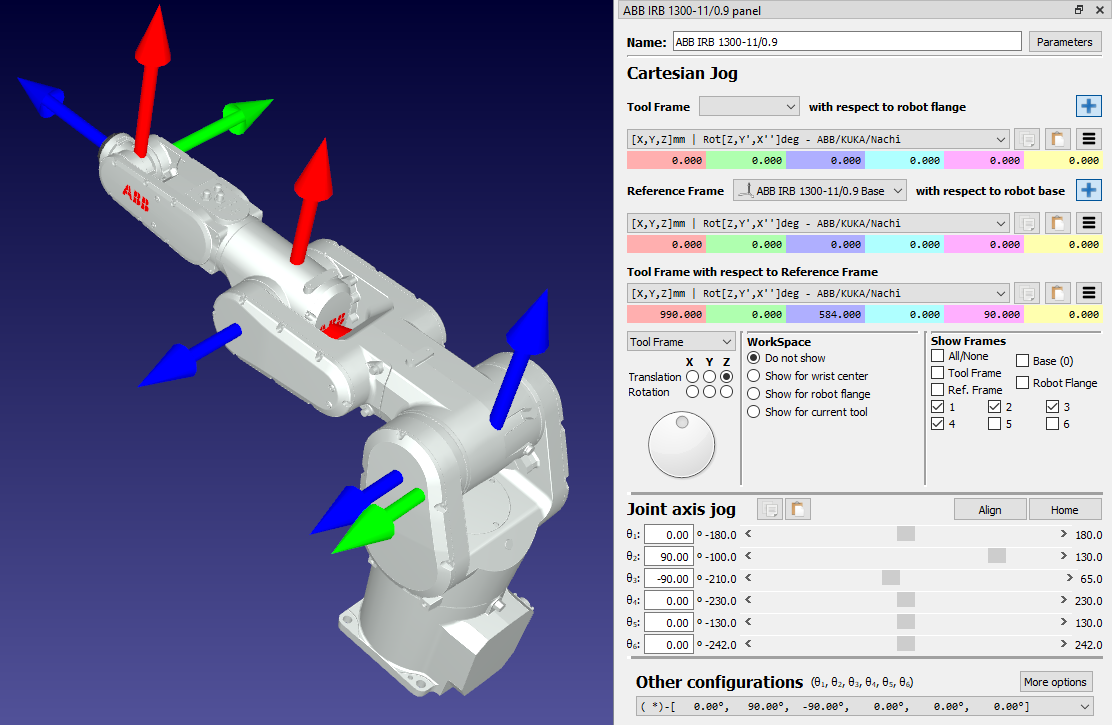 ABB IRB 1300-11/0.9 panel
Name: ABB IRB 1300-11/0.9 Parameters
Cartesian Jog
Tool Frame with respect to robot flange
[X,Y,Z]mm | Rot[Z,Y',X'']deg - ABB/KUKA/Nachi
0.000 0.000 0.000 0.000 0.000 0.000
Reference Frame ABB IRB 1300-11/0.9 Base with respect to robot base
[X,Y,Z]mm | Rot[Z,Y',X'']deg - ABB/KUKA/Nachi
0.000 0.000 0.000 0.000 0.000 0.000
Tool Frame with respect to Reference Frame
[X,Y,Z]mm | Rot[Z,Y',X'']deg - ABB/KUKA/Nachi
990.000 0.000 584.000 0.000 90.000 0.000
Tool Frame
X Y Z
Translation
Rotation
WorkSpace
Do not show
Show for wrist center
Show for robot flange
Show for current tool
Show Frames
All/None Base (0)
Tool Frame
Ref. Frame Robot Flange
1 2 3
4 5 6
Joint axis jog Align Home
θ₁: 0.00 º -180.0 < > 180.0
θ₂: 90.00 º -100.0 < > 130.0
θ₃: -90.00 º -210.0 < > 65.0
θ₄: 0.00 º -230.0 < > 230.0
θ₅: 0.00 º -130.0 < > 130.0
θ₆: 0.00 º -242.0 < > 242.0
Other configurations (θ₁, θ₂, θ₃, θ₄, θ₅, θ₆) More options
( *)-[ 0.00°, 90.00°, -90.00°, 0.00°, 0.00°, 0.00°]
ABB
ABB